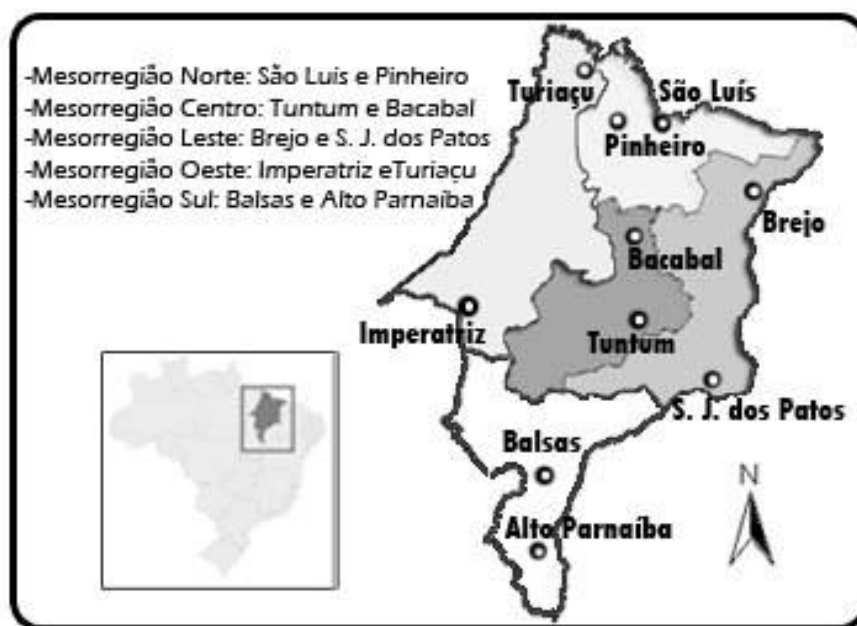 -Mesorregião Norte: São Luis e Pinheiro
-Mesorregião Centro: Tuntum e Bacabal
-Mesorregião Leste: Brejo e S. J. dos Patos
-Mesorregião Oeste: Imperatriz eTuriaçu
-Mesorregião Sul: Balsas e Alto Parnaíba
Turiaçu
São Luís
Pinheiro
Brejo
Bacabal
Imperatriz
Tuntum
S. J. dos Patos
Balsas
Alto Parnaíba
N